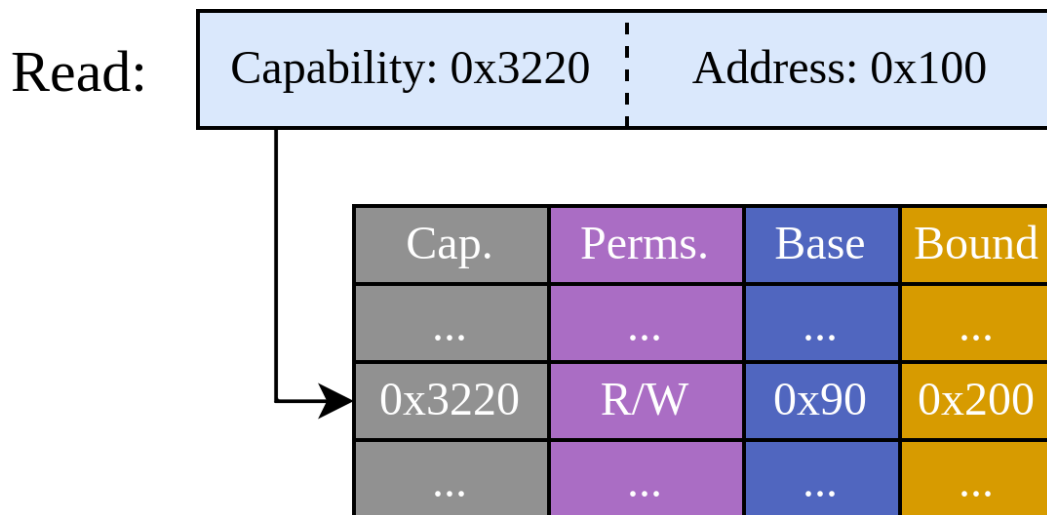 Read: Capability: 0x3220 Address: 0x100
Cap. Perms. Base Bound
... ... ... ...
0x3220 R/W 0x90 0x200
... ... ... ...